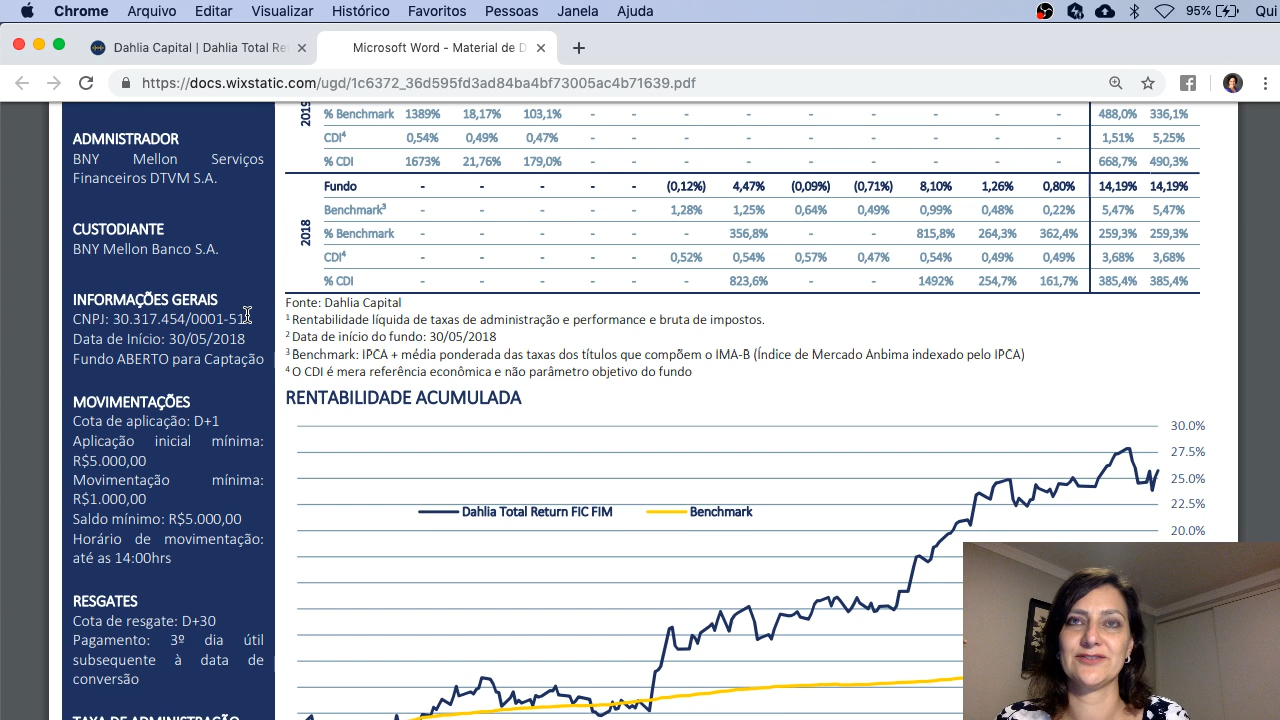 Chrome Arquivo Editar Visualizar Histórico Favoritos Pessoas Janela Ajuda 95% Qui
Dahlia Capital | Dahlia Total Re
Microsoft Word - Material de D
https://docs.wixstatic.com/ugd/1c6372_36d595fd3ad84ba4bf73005ac4b71639.pdf
ADMNISTRADOR
BNY Mellon Serviços
Financeiros DTVM S.A.
CUSTODIANTE
BNY Mellon Banco S.A.
INFORMAÇÕES GERAIS
CNPJ: 30.317.454/0001-51
Data de Início: 30/05/2018
Fundo ABERTO para Captação
MOVIMENTAÇÕES
Cota de aplicação: D+1
Aplicação inicial mínima:
R$5.000,00
Movimentação mínima:
R$1.000,00
Saldo mínimo: R$5.000,00
Horário de movimentação:
até as 14:00hrs
RESGATES
Cota de resgate: D+30
Pagamento: 3º dia útil
subsequente à data de
conversão
TAXA DE ADMINISTRAÇÃO
2019
% Benchmark 1389% 18,17% 103,1% - - - - - - - - - 488,0% 336,1%
CDI⁴ 0,54% 0,49% 0,47% - - - - - - - - - 1,51% 5,25%
% CDI 1673% 21,76% 179,0% - - - - - - - - - 668,7% 490,3%
2018
Fundo - - - - - (0,12%) 4,47% (0,09%) (0,71%) 8,10% 1,26% 0,80% 14,19% 14,19%
Benchmark³ - - - - - 1,28% 1,25% 0,64% 0,49% 0,99% 0,48% 0,22% 5,47% 5,47%
% Benchmark - - - - - - 356,8% - - 815,8% 264,3% 362,4% 259,3% 259,3%
CDI⁴ - - - - - 0,52% 0,54% 0,57% 0,47% 0,54% 0,49% 0,49% 3,68% 3,68%
% CDI - - - - - - 823,6% - - 1492% 254,7% 161,7% 385,4% 385,4%
Fonte: Dahlia Capital
¹ Rentabilidade líquida de taxas de administração e performance e bruta de impostos.
² Data de início do fundo: 30/05/2018
³ Benchmark: IPCA + média ponderada das taxas dos títulos que compõem o IMA-B (Índice de Mercado Anbima indexado pelo IPCA)
⁴ O CDI é mera referência econômica e não parâmetro objetivo do fundo
RENTABILIDADE ACUMULADA
30.0%
27.5%
25.0%
22.5%
20.0%
Dahlia Total Return FIC FIM
Benchmark